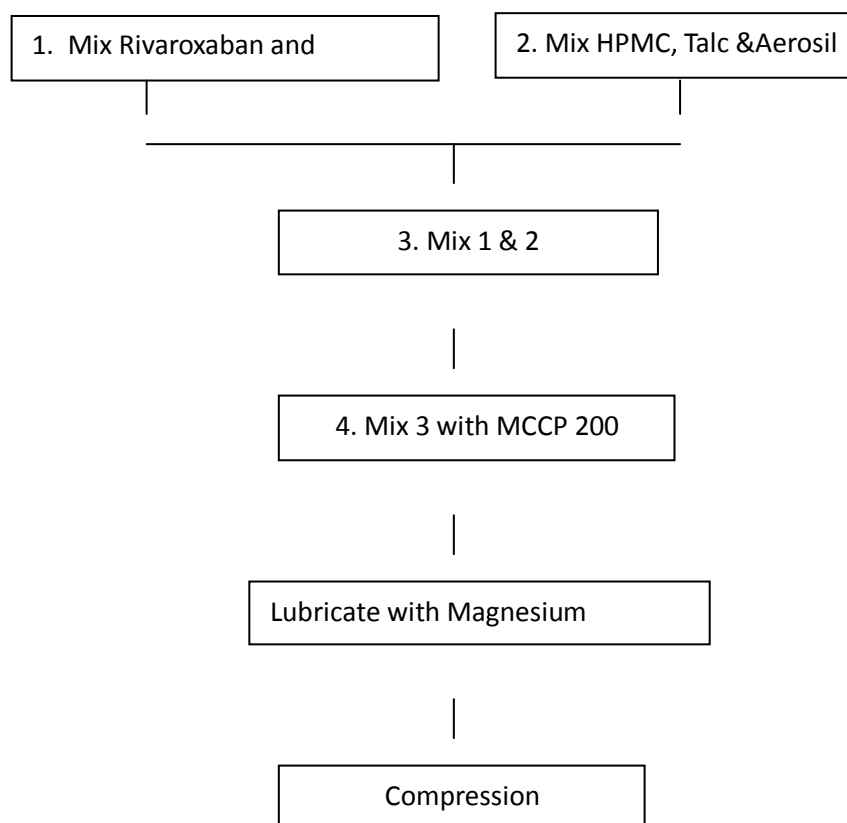 1. Mix Rivaroxaban and
2. Mix HPMC, Talc &Aerosil
3. Mix 1 & 2
4. Mix 3 with MCCP 200
Lubricate with Magnesium
Compression